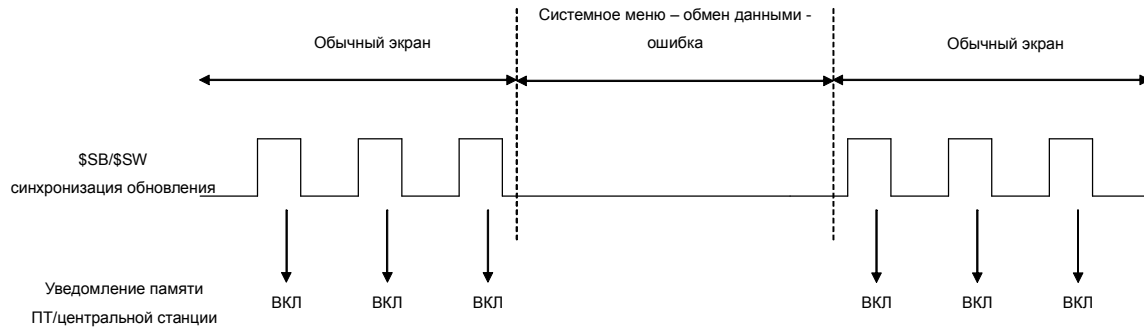 Системное меню – обмен данными -
ошибка
Обычный экран
Обычный экран
$SB/$SW
синхронизация обновления
Уведомление памяти
ПТ/центральной станции
ВКЛ
ВКЛ
ВКЛ
ВКЛ
ВКЛ
ВКЛ